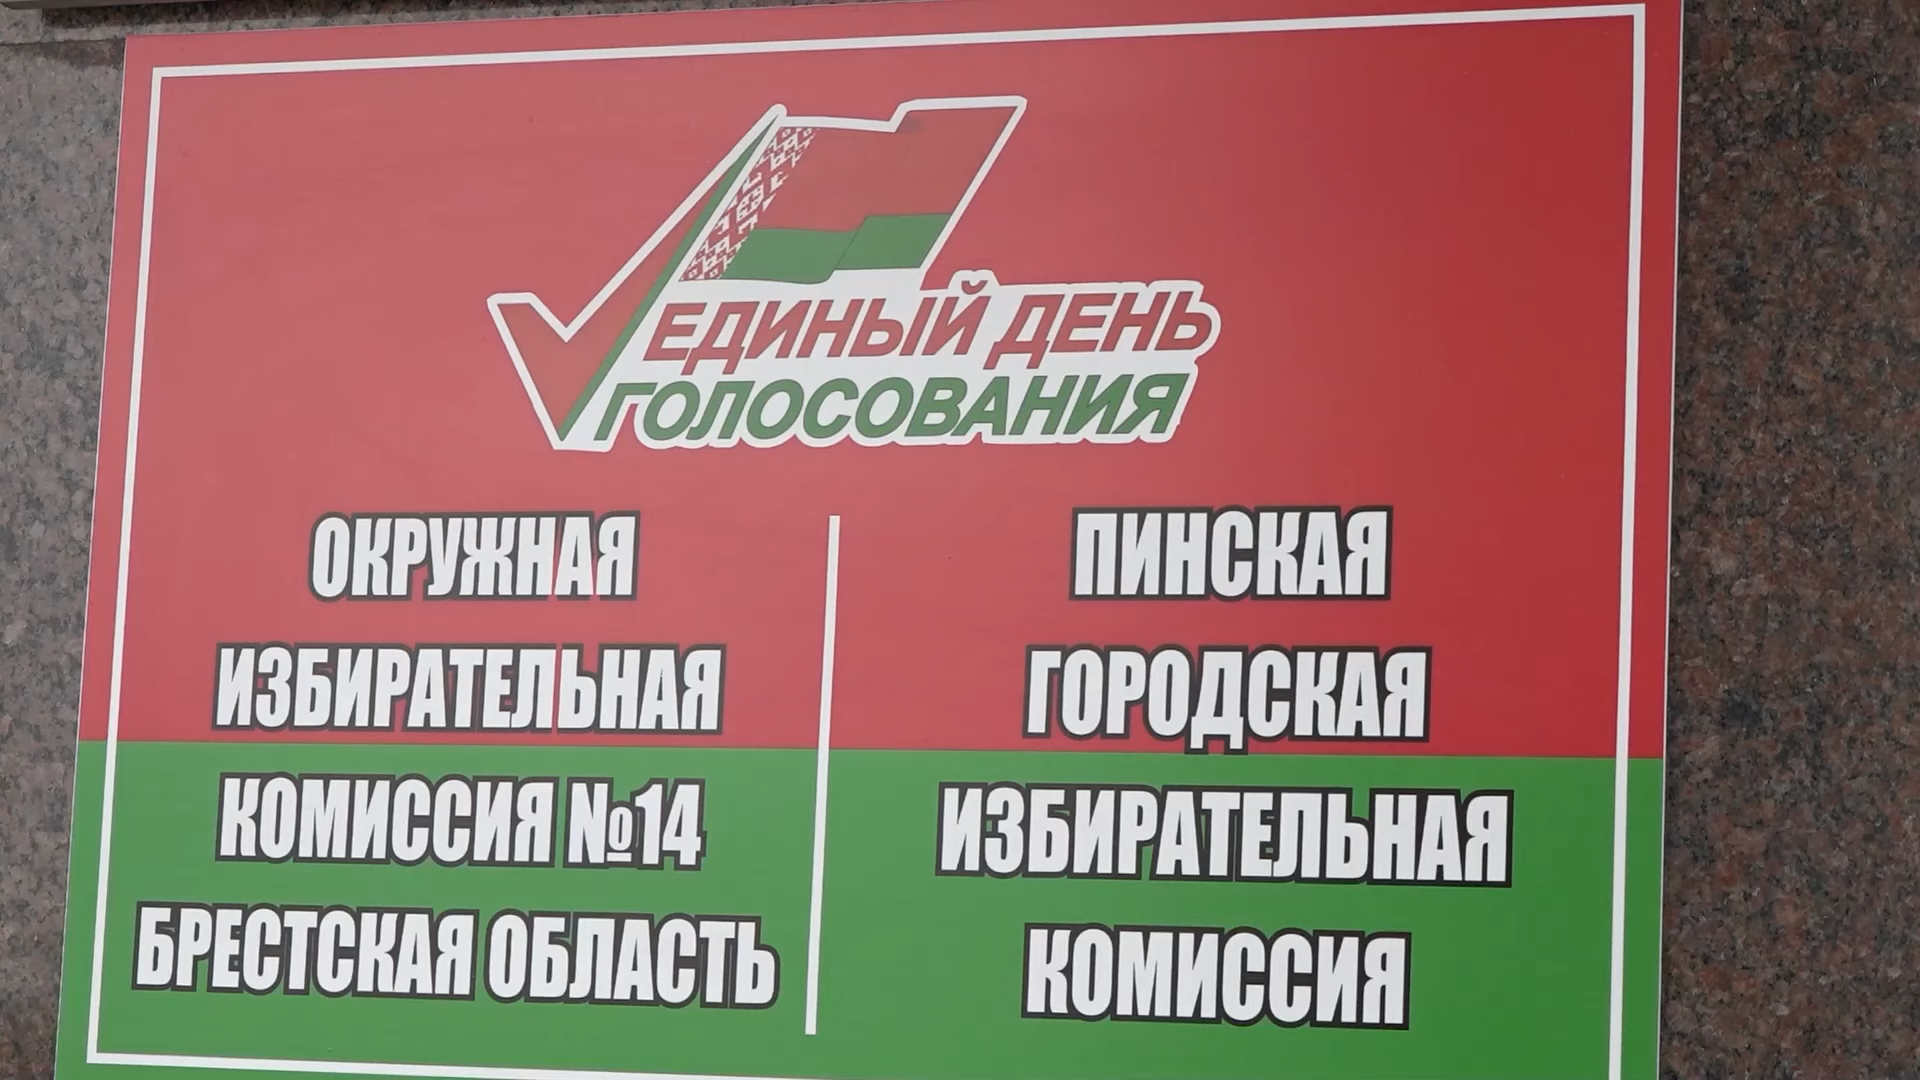 ЕДИНЫЙ ДЕНЬ
ГОЛОСОВАНИЯ
ОКРУЖНАЯ
ИЗБИРАТЕЛЬНАЯ
КОМИССИЯ №14
БРЕСТСКАЯ ОБЛАСТЬ
ПИНСКАЯ
ГОРОДСКАЯ
ИЗБИРАТЕЛЬНАЯ
КОМИССИЯ